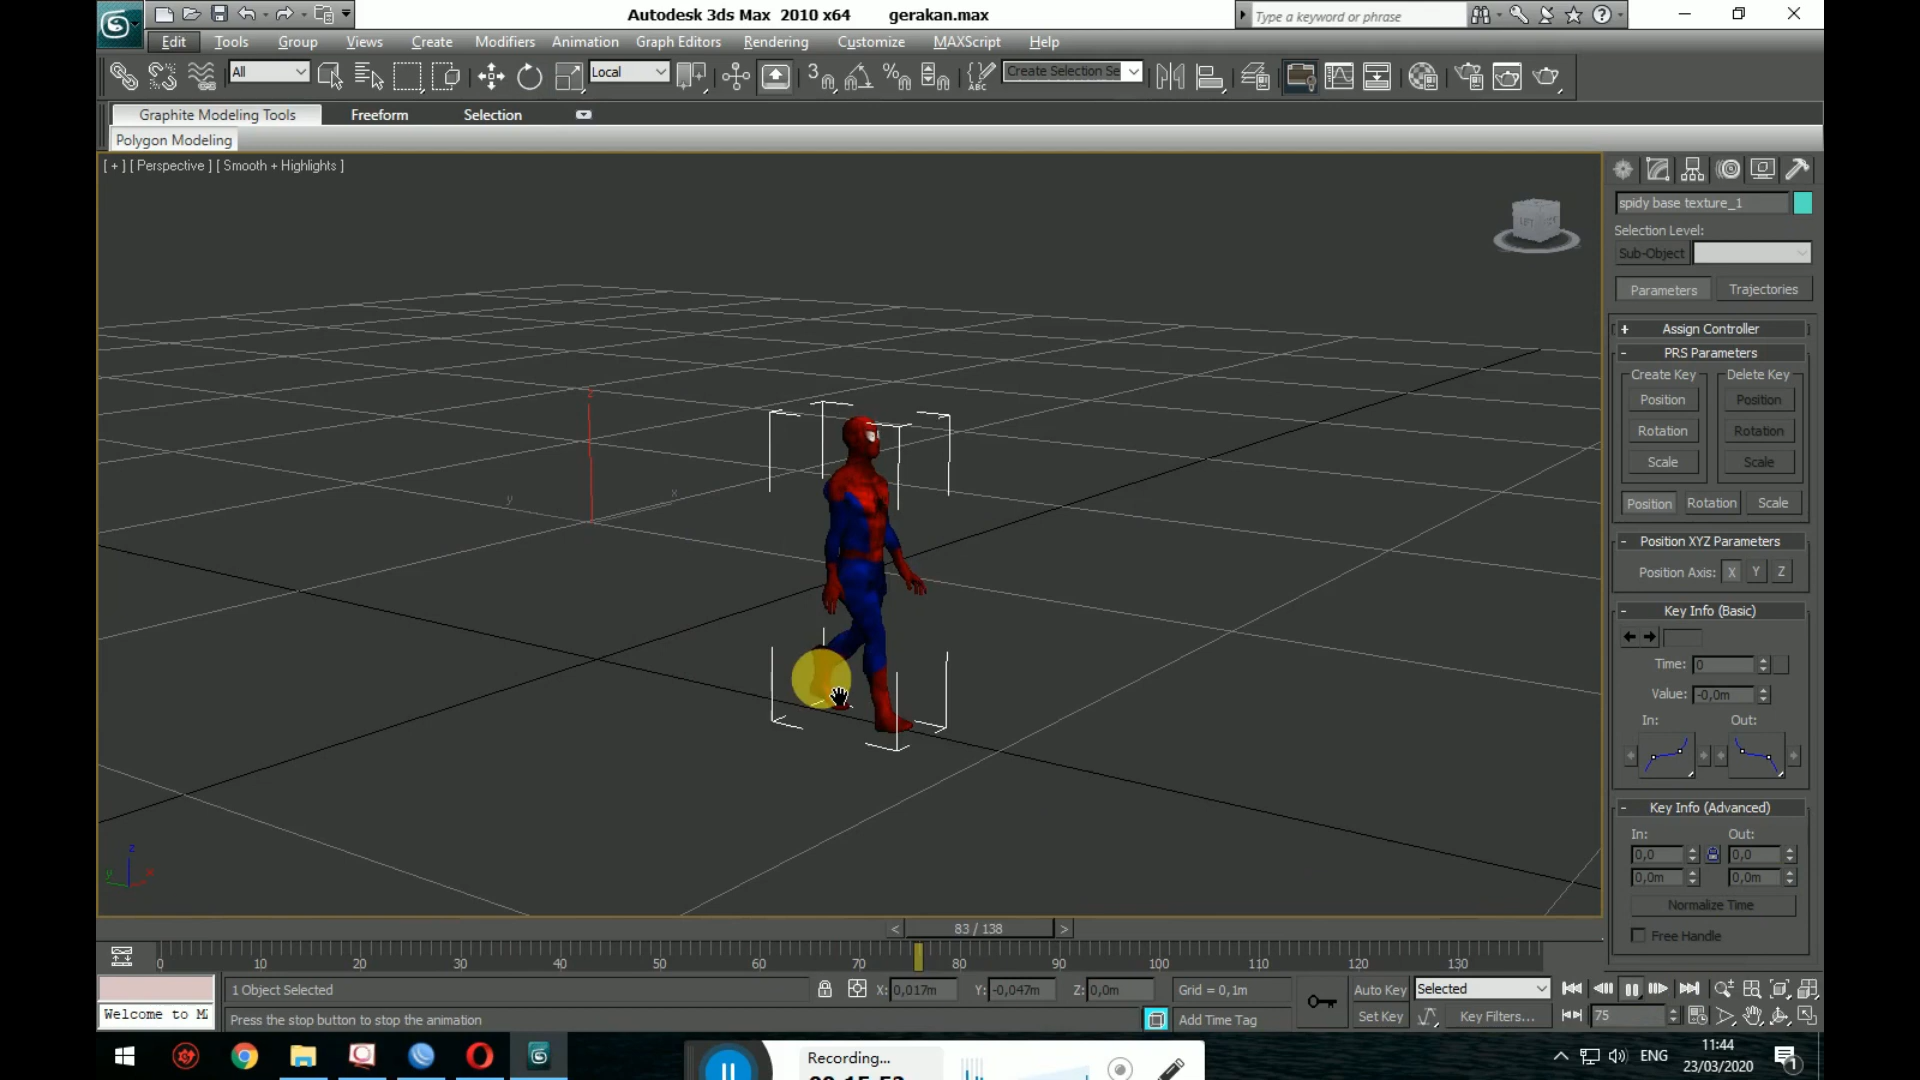 Autodesk 3ds Max 2010 x64 gerakan.max
Type a keyword or phrase
Edit Tools Group Views Create Modifiers Animation Graph Editors Rendering Customize MAXScript Help
All
Local
Create Selection Se
Graphite Modeling Tools Freeform Selection
Polygon Modeling
[ + ] [ Perspective ] [ Smooth + Highlights ]
spidy base texture_1
Selection Level:
Sub-Object
Parameters Trajectories
+ Assign Controller
- PRS Parameters
Create Key Delete Key
Position Position
Rotation Rotation
Scale Scale
Position Rotation Scale
- Position XYZ Parameters
Position Axis: X Y Z
- Key Info (Basic)
Time: 0
Value: -0,0m
In: Out:
- Key Info (Advanced)
In: Out:
0,0 0,0
0,0m 0,0m
Normalize Time
Free Handle
z
y x
z
y x
< 83 / 138 >
0 10 20 30 40 50 60 70 80 90 100 110 120 130
1 Object Selected X: 0,017m Y: -0,047m Z: 0,0m Grid = 0,1m Auto Key Selected
Welcome to M
Press the stop button to stop the animation Add Time Tag Set Key Key Filters... 75
Recording...
ENG
11:44
23/03/2020
1